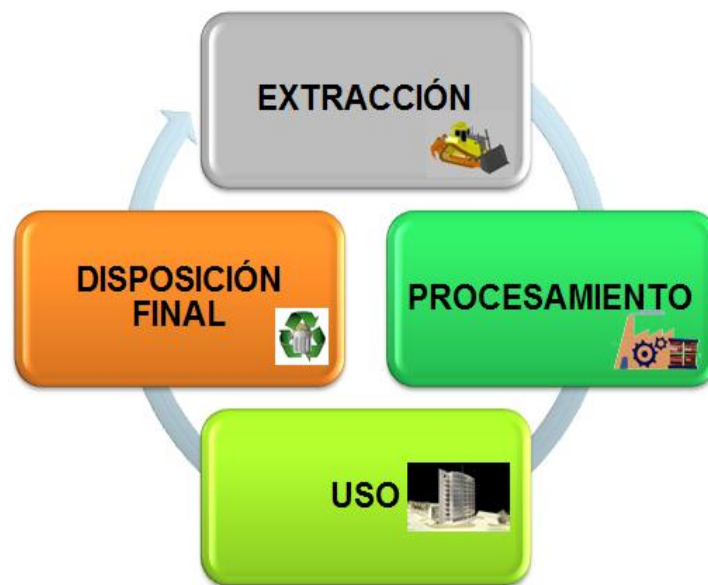 EXTRACCIÓN
PROCESAMIENTO
USO
DISPOSICIÓN
FINAL